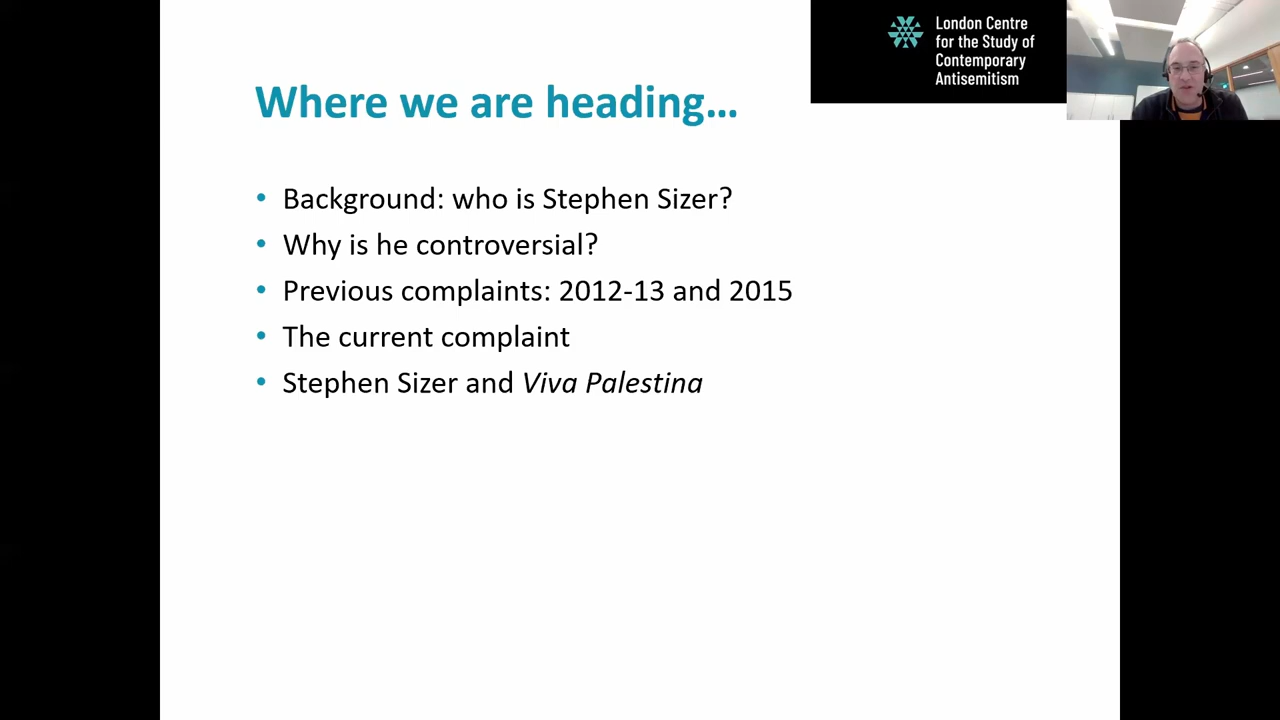 London Centre
for the Study of
Contemporary
Antisemitism
Where we are heading…
• Background: who is Stephen Sizer?
• Why is he controversial?
• Previous complaints: 2012-13 and 2015
• The current complaint
• Stephen Sizer and Viva Palestina